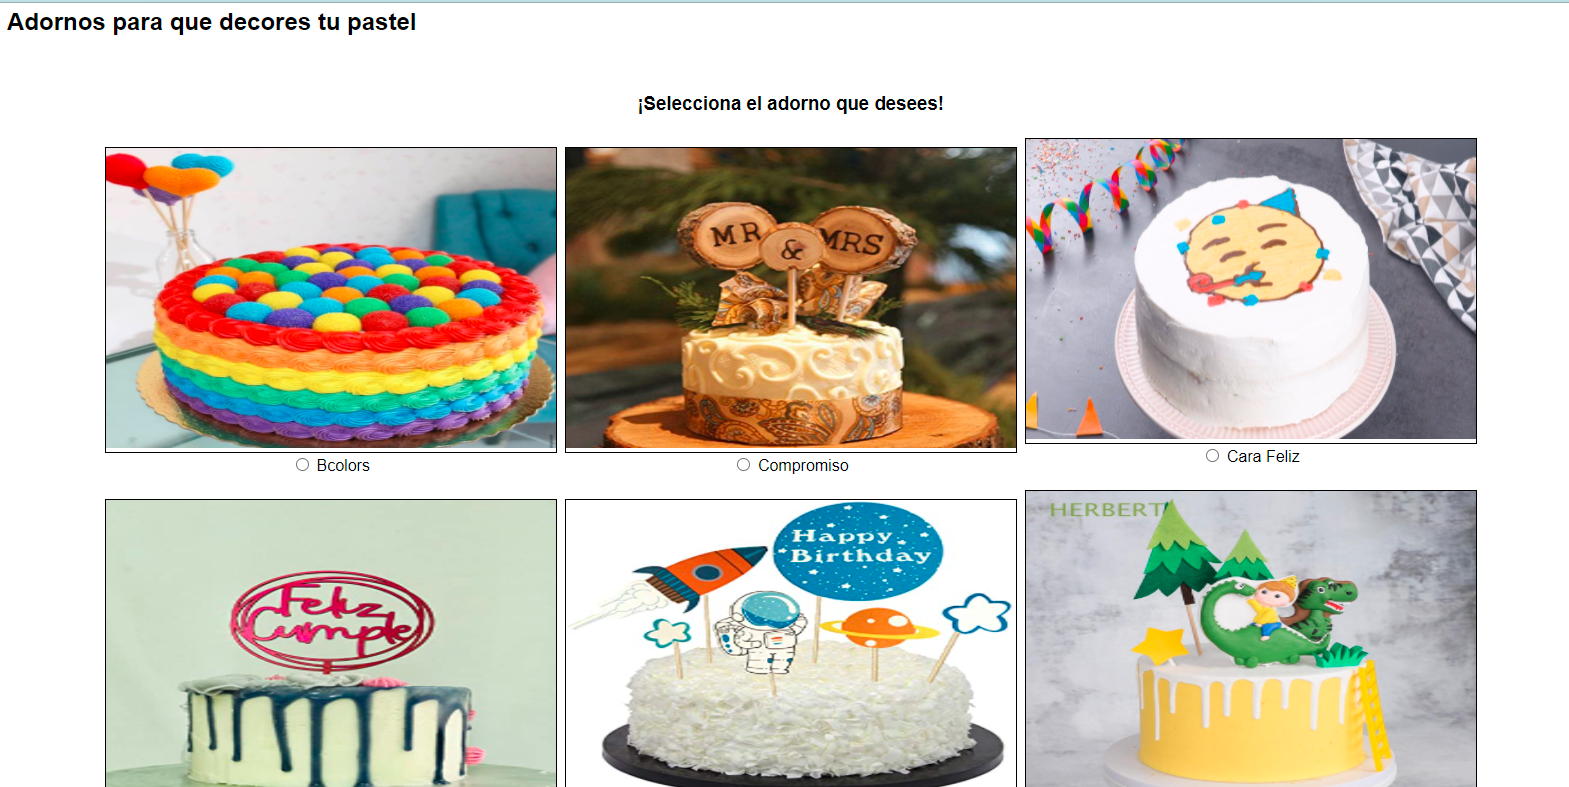 Adornos para que decores tu pastel
¡Selecciona el adorno que desees!
MR & MRS
Bcolors
Compromiso
Cara Feliz
Feliz
Cumple
Happy
Birthday
HERBERT